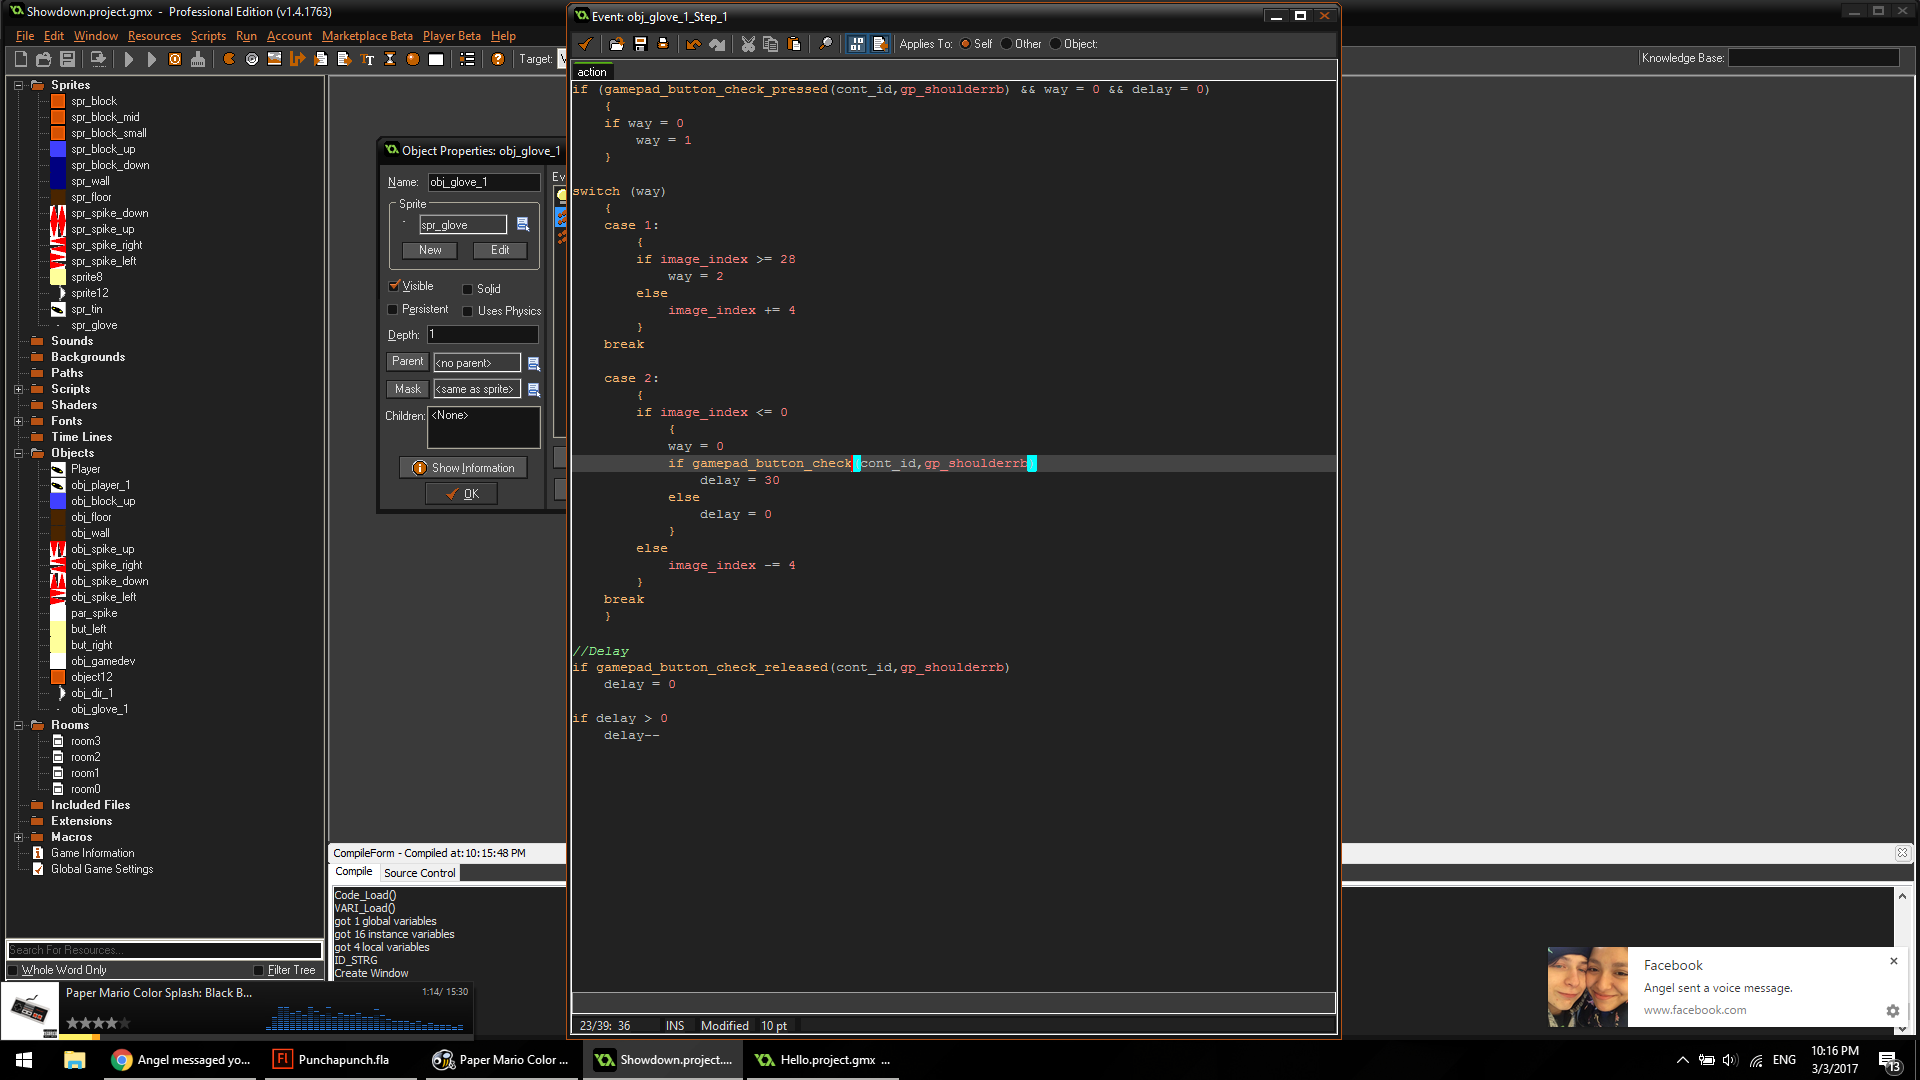 Showdown.project.gmx  -  Professional Edition (v1.4.1763)
File Edit Window Resources Scripts Run Account Marketplace Beta Player Beta Help
Target:
Knowledge Base:
Sprites
spr_block
spr_block_mid
spr_block_small
spr_block_up
spr_block_down
spr_wall
spr_floor
spr_spike_down
spr_spike_up
spr_spike_right
spr_spike_left
sprite8
sprite12
spr_tin
spr_glove
Sounds
Backgrounds
Paths
Scripts
Shaders
Fonts
Time Lines
Objects
Player
obj_player_1
obj_block_up
obj_floor
obj_wall
obj_spike_up
obj_spike_right
obj_spike_down
obj_spike_left
par_spike
but_left
but_right
obj_gamedev
object12
obj_dir_1
obj_glove_1
Rooms
room3
room2
room1
room0
Included Files
Extensions
Macros
Game Information
Global Game Settings
Search For Resources...
Whole Word Only Filter Tree
Object Properties: obj_glove_1
Name: obj_glove_1
Sprite
spr_glove
New Edit
Visible Solid
Persistent Uses Physics
Depth: 1
Parent <no parent>
Mask <same as sprite>
Children: <None>
Show Information
OK
Event: obj_glove_1_Step_1
Applies To: Self Other Object:
action
if (gamepad_button_check_pressed(cont_id,gp_shoulderrb) && way = 0 && delay = 0)
{
if way = 0
way = 1
}
switch (way)
{
case 1:
{
if image_index >= 28
way = 2
else
image_index += 4
}
break
case 2:
{
if image_index <= 0
{
way = 0
if gamepad_button_check(cont_id,gp_shoulderrb)
delay = 30
else
delay = 0
}
else
image_index -= 4
}
break
}
//Delay
if gamepad_button_check_released(cont_id,gp_shoulderrb)
delay = 0
if delay > 0
delay--
23/39: 36 INS Modified 10 pt
CompileForm - Compiled at:10:15:48 PM
Compile Source Control
Code_Load()
VARI_Load()
got 1 global variables
got 16 instance variables
got 4 local variables
ID_STRG
Create Window
Paper Mario Color Splash: Black B... 1:14/ 15:30
Facebook
Angel sent a voice message.
www.facebook.com
Angel messaged yo...
Punchapunch.fla
Paper Mario Color ...
Showdown.project....
Hello.project.gmx ...
ENG
10:16 PM
3/3/2017
13